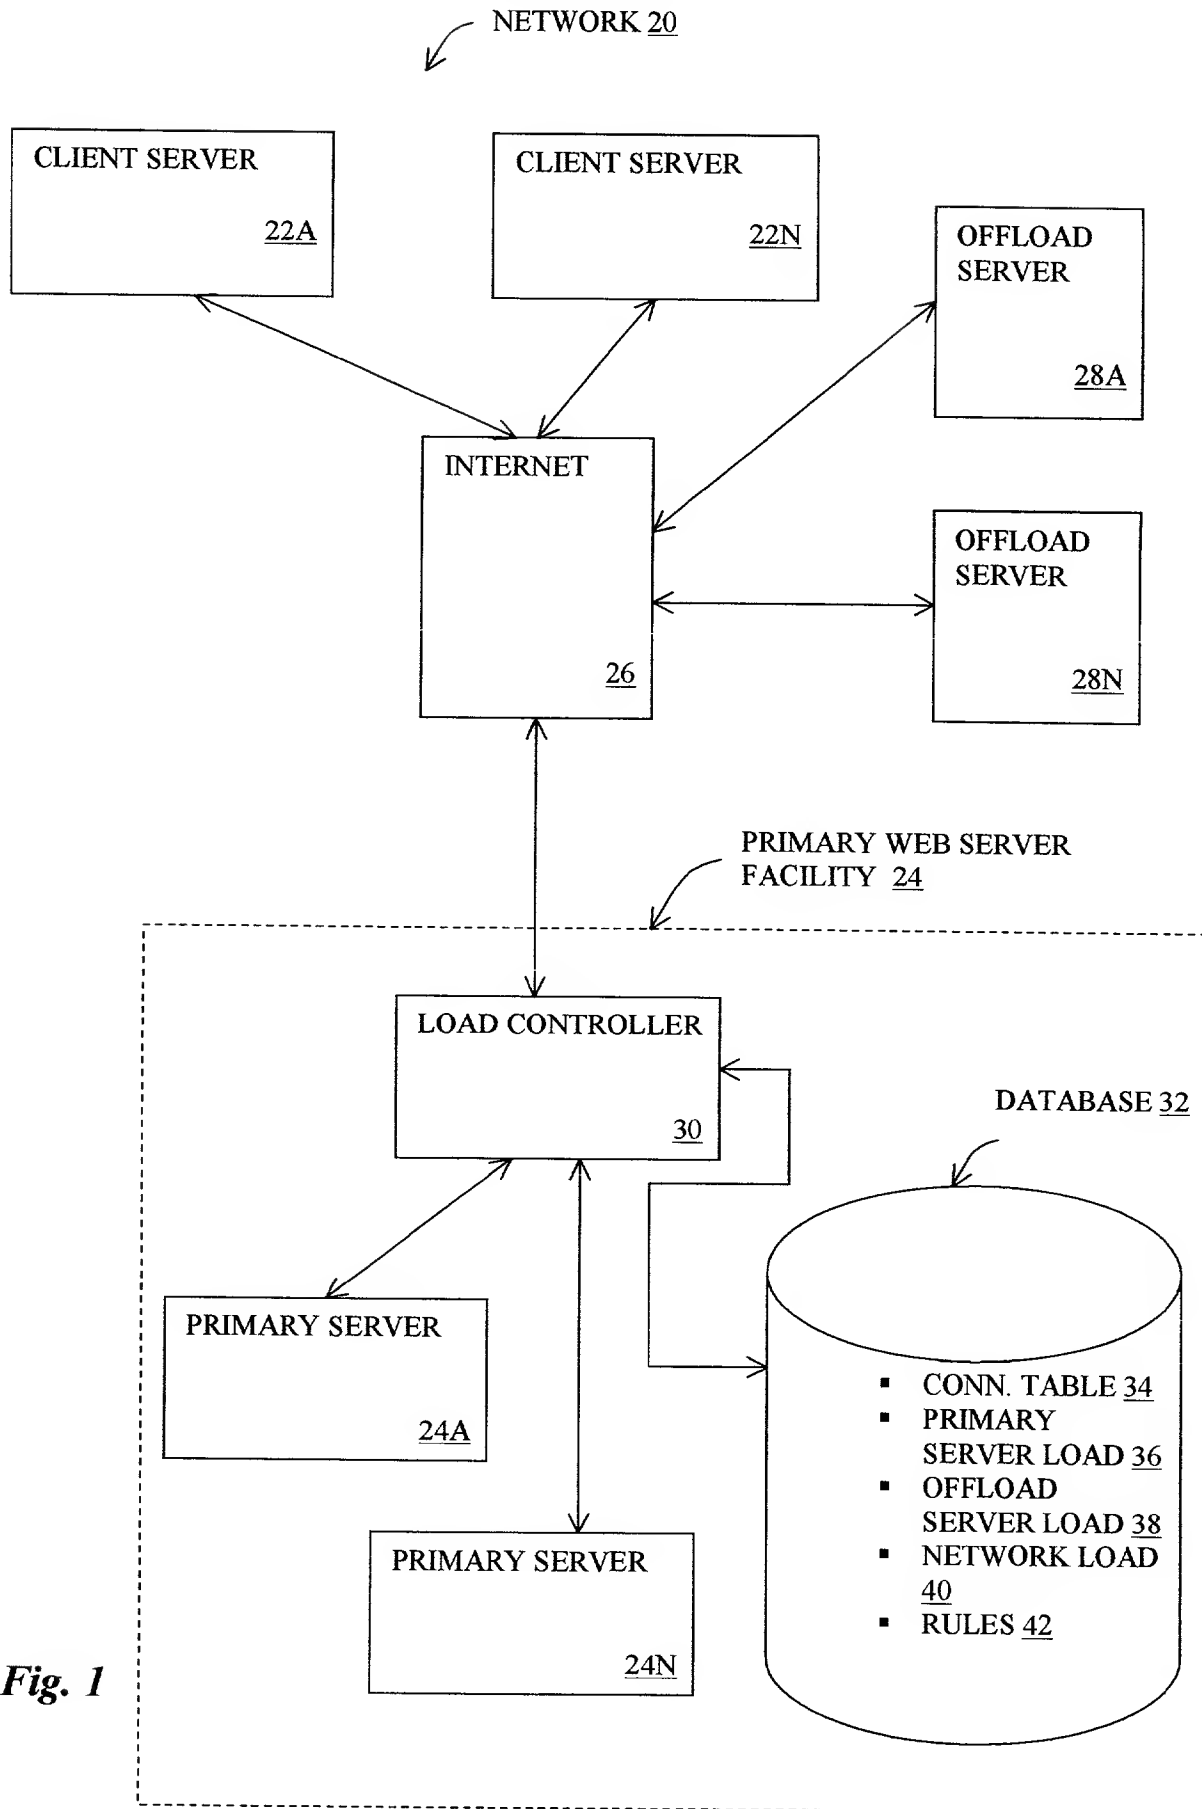 NETWORK 20
CLIENT SERVER
22A
CLIENT SERVER
22N
OFFLOAD
SERVER
28A
INTERNET
26
OFFLOAD
SERVER
28N
PRIMARY WEB SERVER
FACILITY 24
LOAD CONTROLLER
30
DATABASE 32
PRIMARY SERVER
24A
▪ CONN. TABLE 34
▪ PRIMARY
SERVER LOAD 36
▪ OFFLOAD
SERVER LOAD 38
▪ NETWORK LOAD
40
▪ RULES 42
PRIMARY SERVER
24N
Fig. 1